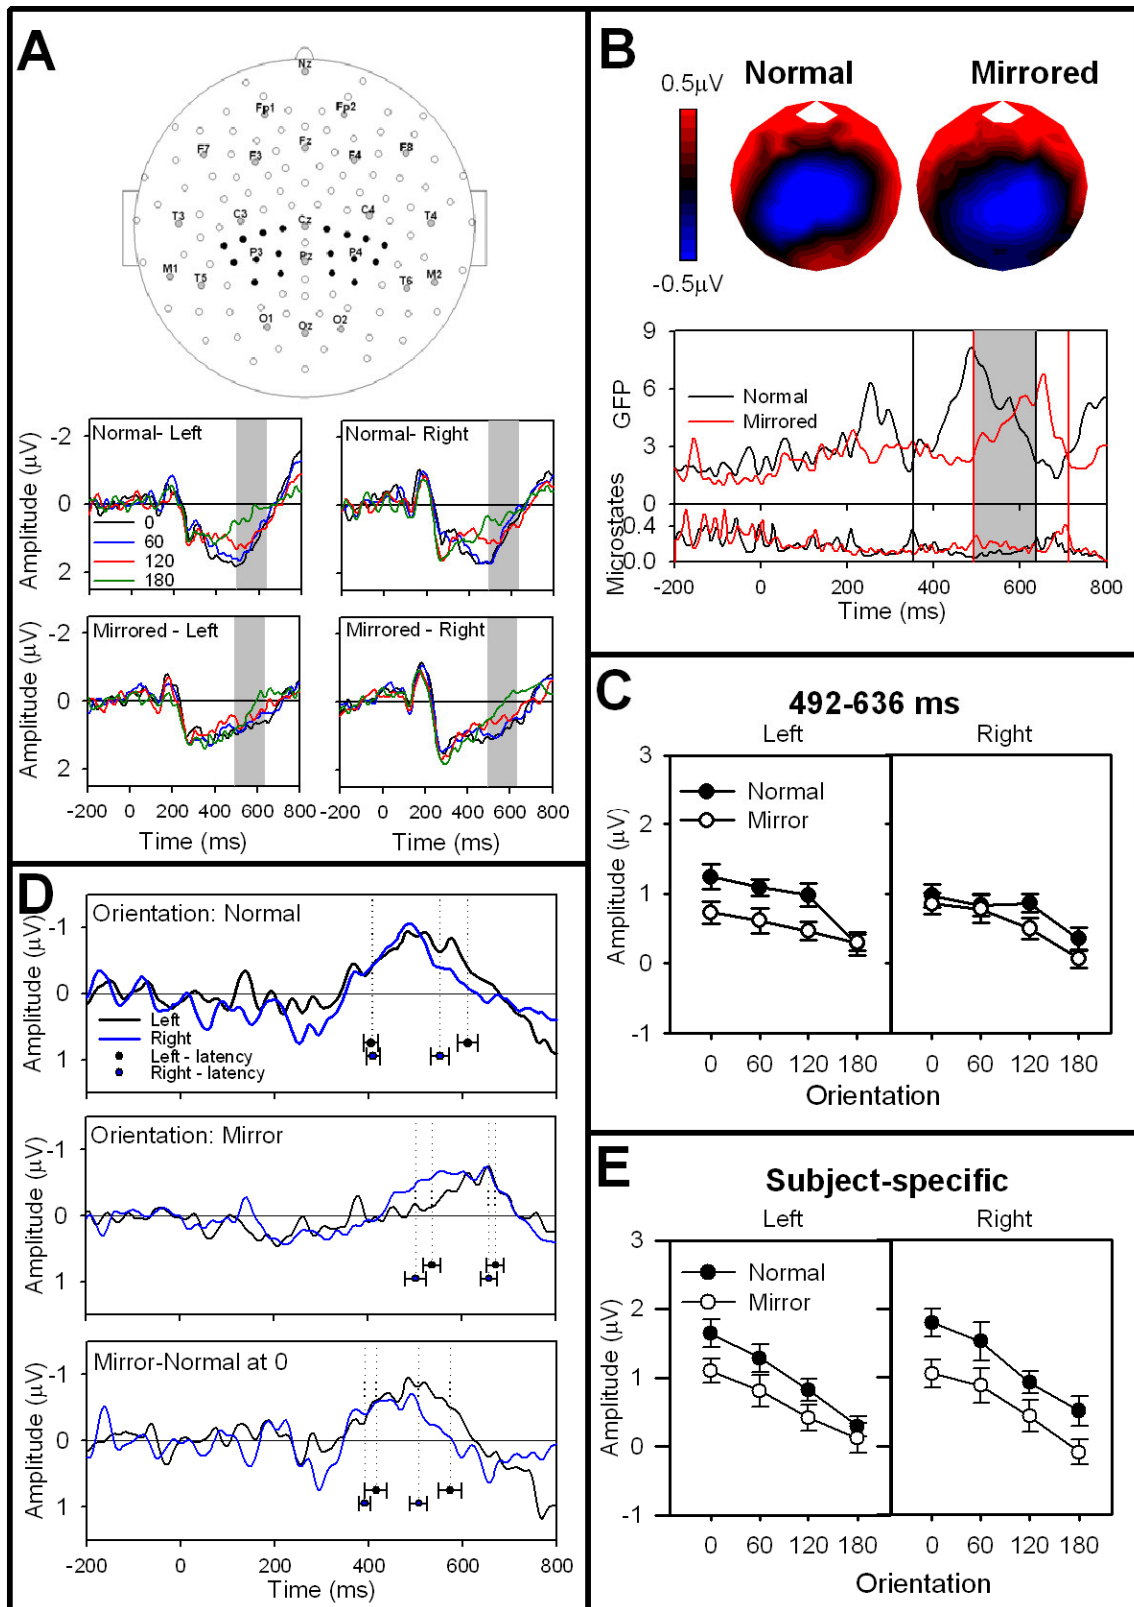 A
Nz
Fp1 Fp2
F7 F3 Fz F4 F8
T3 C3 Cz C4 T4
P3 Pz P4
M1 T5 T6 M2
O1 Oz O2
Normal- Left
Normal- Right
Amplitude (μV)
-2
0
2
0
60
120
180
Mirrored - Left
Mirrored - Right
Amplitude (μV)
-2
0
2
-200 0 200 400 600 800
-200 0 200 400 600 800
Time (ms)
Time (ms)
B
Normal
Mirrored
0.5μV
-0.5μV
GFP
9
6
3
0
Normal
Mirrored
Microstates
0.4
0.0
-200 0 200 400 600 800
Time (ms)
C
492-636 ms
Left
Right
Amplitude (μV)
3
2
1
0
-1
Normal
Mirror
0 60 120 180
0 60 120 180
Orientation
D
Orientation: Normal
Amplitude (μV)
-1
0
1
Left
Right
Left - latency
Right - latency
Orientation: Mirror
Amplitude (μV)
-1
0
1
Mirror-Normal at 0
Amplitude (μV)
-1
0
1
-200 0 200 400 600 800
Time (ms)
E
Subject-specific
Left
Right
Amplitude (μV)
3
2
1
0
-1
Normal
Mirror
0 60 120 180
0 60 120 180
Orientation